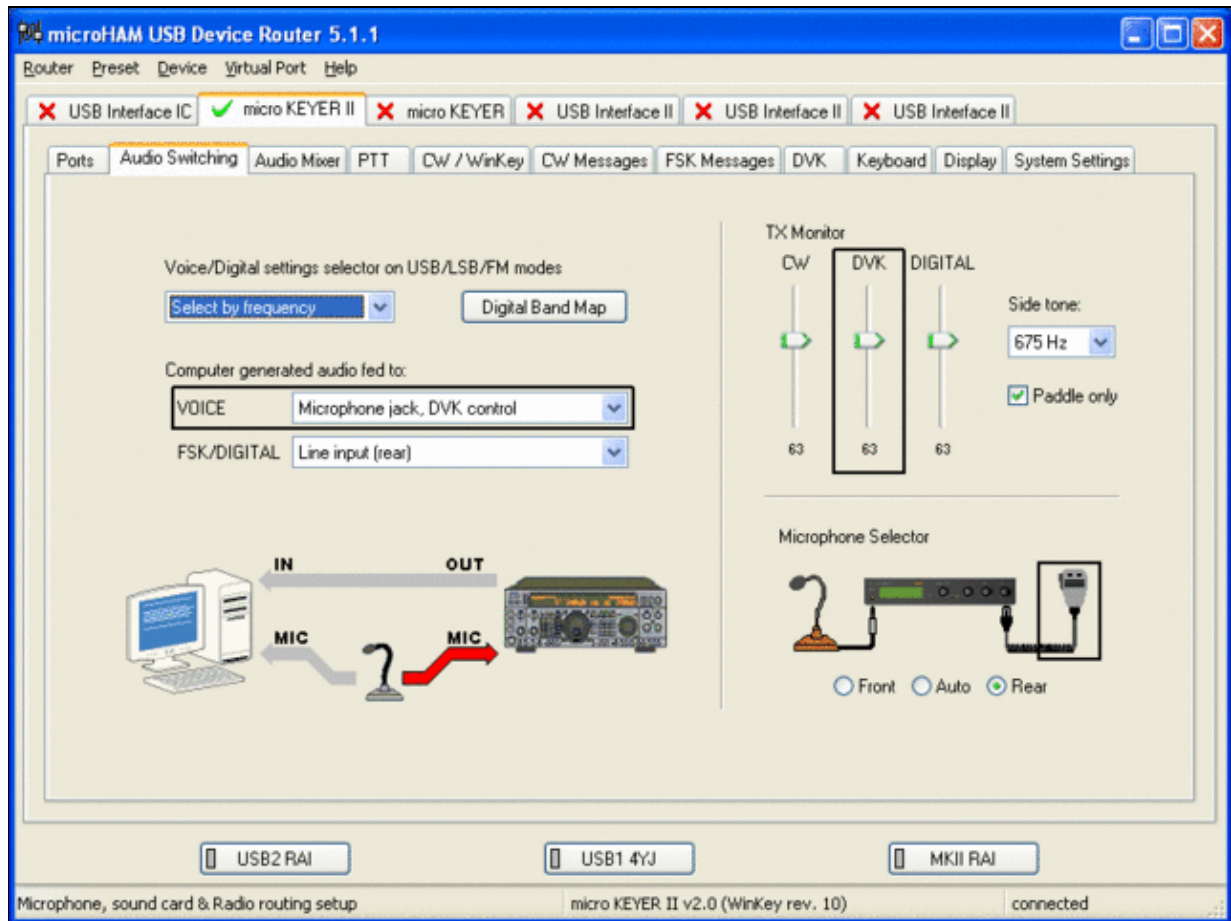 microHAM USB Device Router 5.1.1
Router Preset Device Virtual Port Help
USB Interface IC micro KEYER II micro KEYER USB Interface II USB Interface II USB Interface II
Ports Audio Switching Audio Mixer PTT CW / WinKey CW Messages FSK Messages DVK Keyboard Display System Settings
Voice/Digital settings selector on USB/LSB/FM modes
Select by frequency Digital Band Map
Computer generated audio fed to:
VOICE Microphone jack, DVK control
FSK/DIGITAL Line input (rear)
IN OUT
MIC MIC
TX Monitor
CW DVK DIGITAL
Side tone:
675 Hz
Paddle only
63 63 63
Microphone Selector
Front Auto Rear
USB2 RAI USB1 4YJ MKII RAI
Microphone, sound card & Radio routing setup micro KEYER II v2.0 (WinKey rev. 10) connected